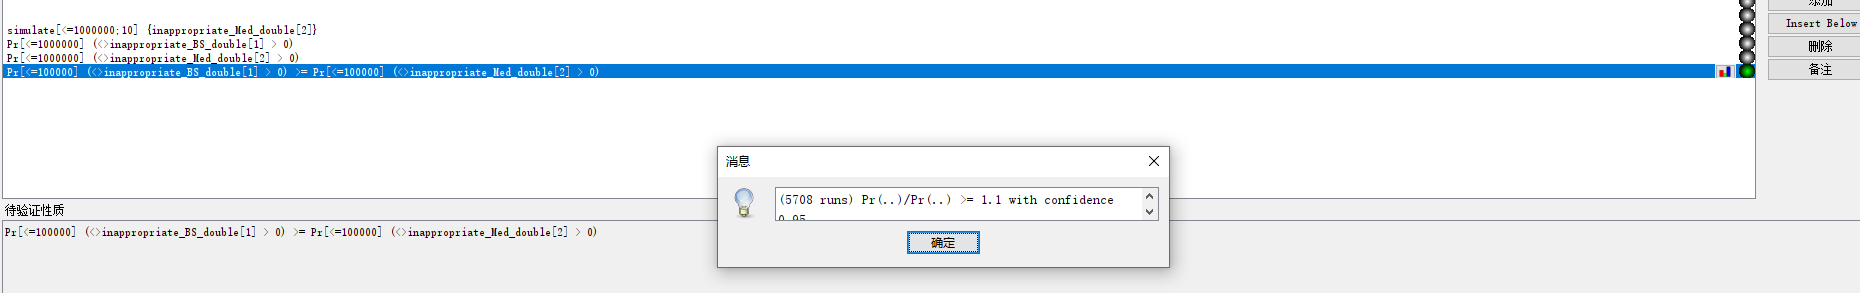 添加
simulate[<=1000000;10] {inappropriate_Med_double[2]}
Insert Below
Pr[<=1000000] (<>inappropriate_BS_double[1] > 0)
删除
Pr[<=1000000] (<>inappropriate_Med_double[2] > 0)
Pr[<=100000] (<>inappropriate_BS_double[1] > 0) >= Pr[<=100000] (<>inappropriate_Med_double[2] > 0)
备注
消息
(5708 runs) Pr(..)/Pr(..) >= 1.1 with confidence
0.95
确定
待验证性质
Pr[<=100000] (<>inappropriate_BS_double[1] > 0) >= Pr[<=100000] (<>inappropriate_Med_double[2] > 0)